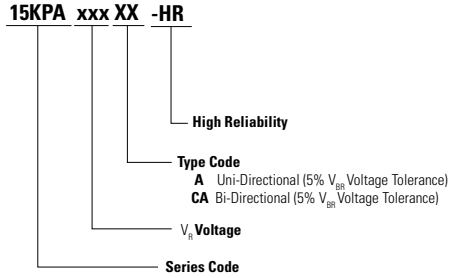 15KPA xxx XX -HR
High Reliability
Type Code
A Uni-Directional (5% VBR Voltage Tolerance)
CA Bi-Directional (5% VBR Voltage Tolerance)
VR Voltage
Series Code